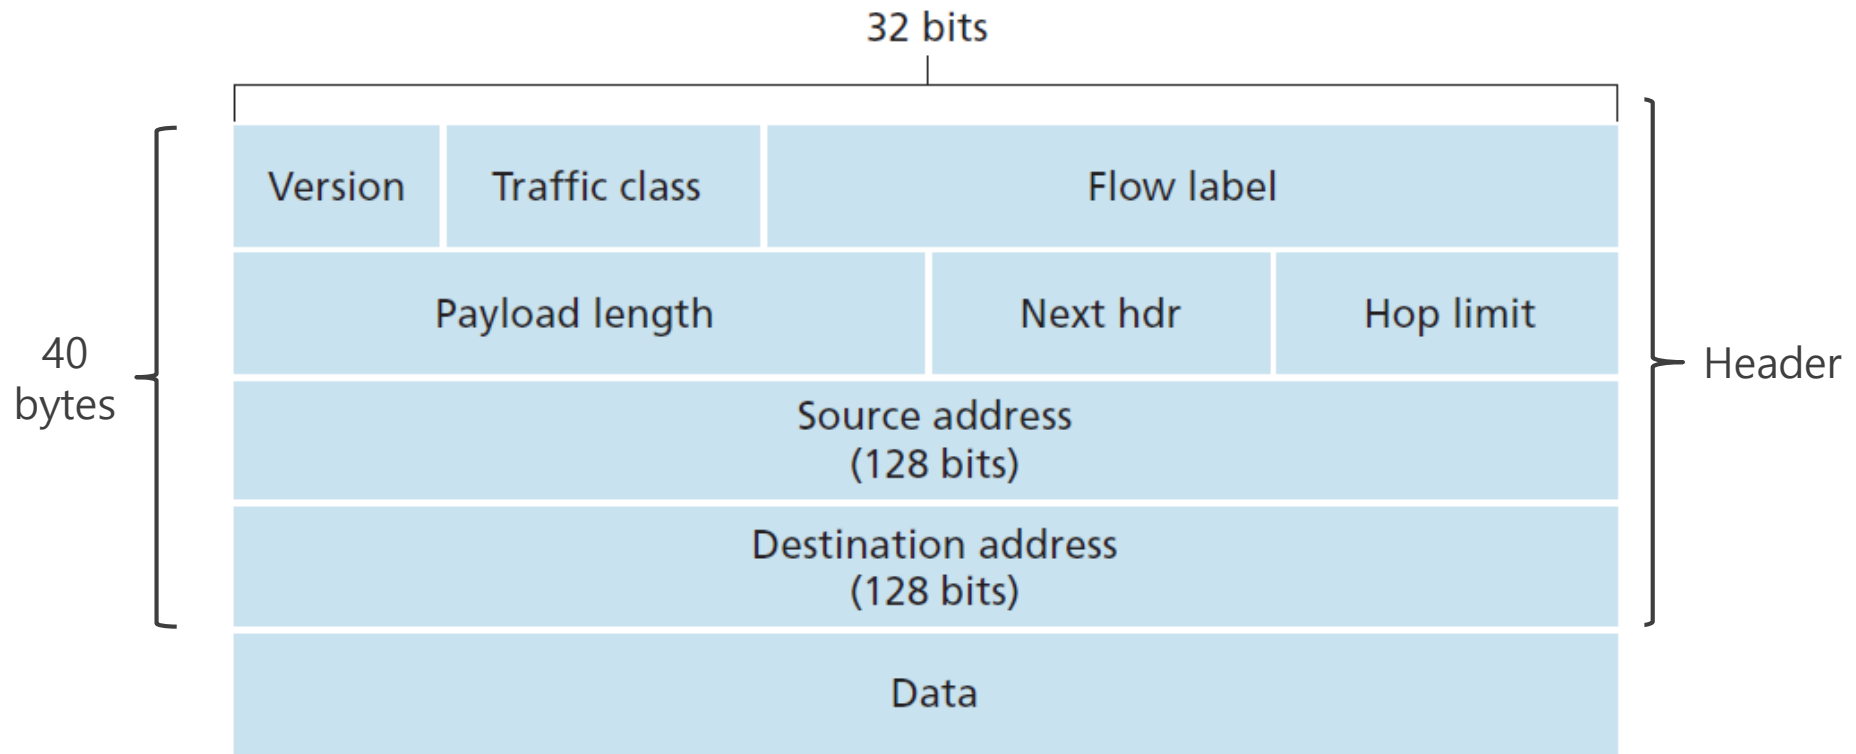 32 bits
Version
Traffic class
Flow label
Payload length
Next hdr
Hop limit
40
bytes
Header
Source address
(128 bits)
Destination address
(128 bits)
Data